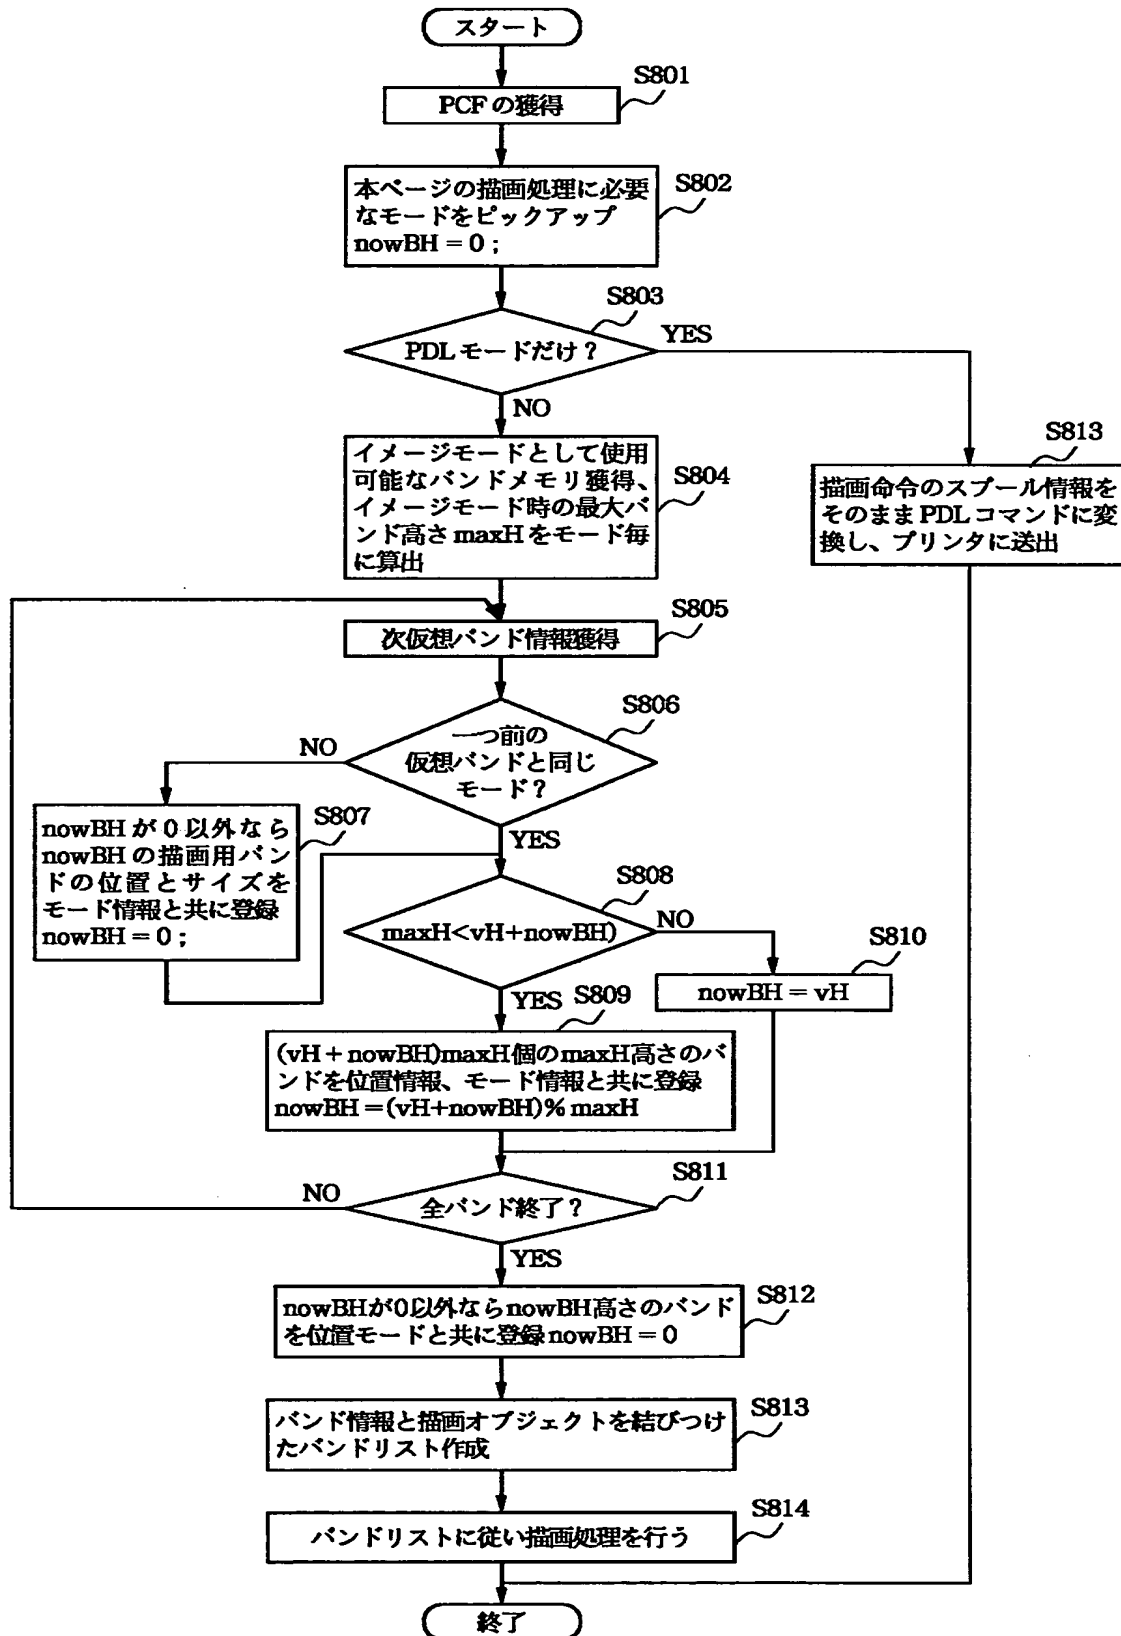 スタート
S801
PCFの獲得
S802
本ページの描画処理に必要
なモードをピックアップ
nowBH = 0 ;
S803
PDLモードだけ？
YES
NO
S804
イメージモードとして使用
可能なバンドメモリ獲得、
イメージモード時の最大バ
ンド高さmaxHをモード毎
に算出
S813
描画命令のスプール情報を
そのままPDLコマンドに変
換し、プリンタに送出
S805
次仮想バンド情報獲得
S806
一つ前の
仮想バンドと同じ
モード？
NO
YES
S807
nowBHが0以外なら
nowBHの描画用バン
ドの位置とサイズを
モード情報と共に登録
nowBH = 0 ;
S808
maxH<vH+nowBH)
NO
YES
S810
nowBH = vH
S809
(vH + nowBH)maxH個のmaxH高さのバ
ンドを位置情報、モード情報と共に登録
nowBH =(vH+nowBH)% maxH
S811
全バンド終了？
NO
YES
S812
nowBHが0以外ならnowBH高さのバンド
を位置モードと共に登録nowBH = 0
S813
バンド情報と描画オブジェクトを結びつけ
たバンドリスト作成
S814
バンドリストに従い描画処理を行う
終了